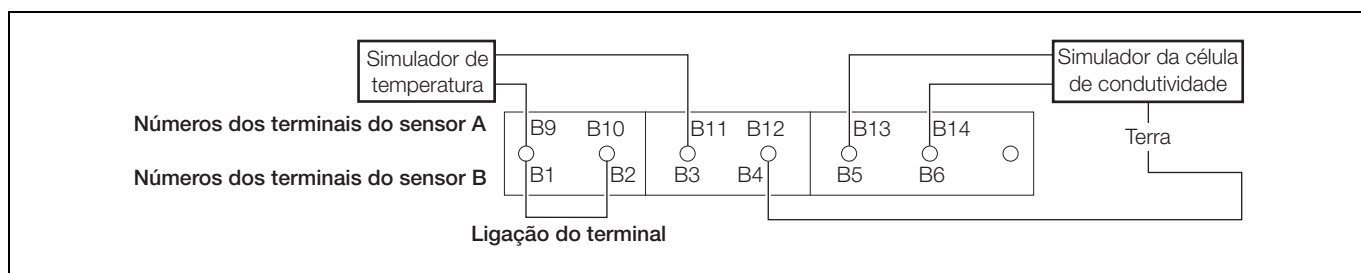 Simulador de
temperatura
Simulador da célula
de condutividade
Números dos terminais do sensor A
B9 B10 B11 B12 B13 B14
Terra
Números dos terminais do sensor B
B1 B2 B3 B4 B5 B6
Ligação do terminal